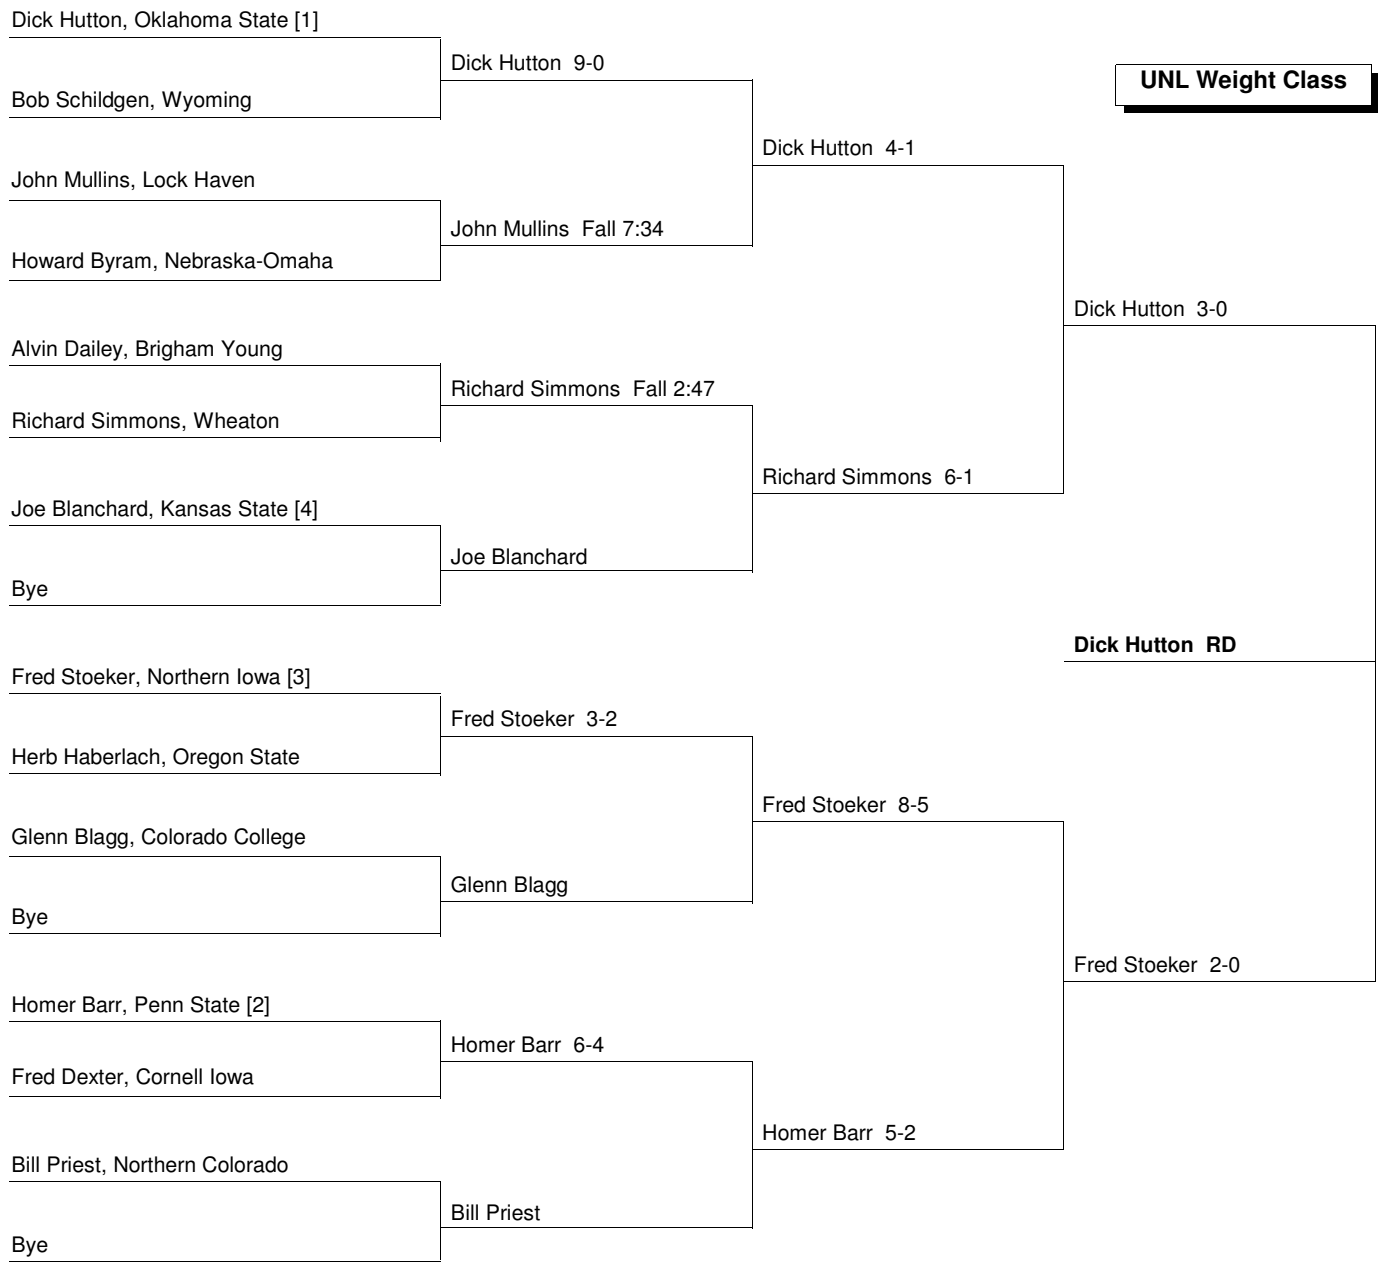 Dick Hutton, Oklahoma State [1]
Dick Hutton 9-0
UNL Weight Class
Bob Schildgen, Wyoming
Dick Hutton 4-1
John Mullins, Lock Haven
John Mullins Fall 7:34
Howard Byram, Nebraska-Omaha
Dick Hutton 3-0
Alvin Dailey, Brigham Young
Richard Simmons Fall 2:47
Richard Simmons, Wheaton
Richard Simmons 6-1
Joe Blanchard, Kansas State [4]
Joe Blanchard
Bye
Dick Hutton RD
Fred Stoeker, Northern Iowa [3]
Fred Stoeker 3-2
Herb Haberlach, Oregon State
Fred Stoeker 8-5
Glenn Blagg, Colorado College
Glenn Blagg
Bye
Fred Stoeker 2-0
Homer Barr, Penn State [2]
Homer Barr 6-4
Fred Dexter, Cornell Iowa
Homer Barr 5-2
Bill Priest, Northern Colorado
Bill Priest
Bye